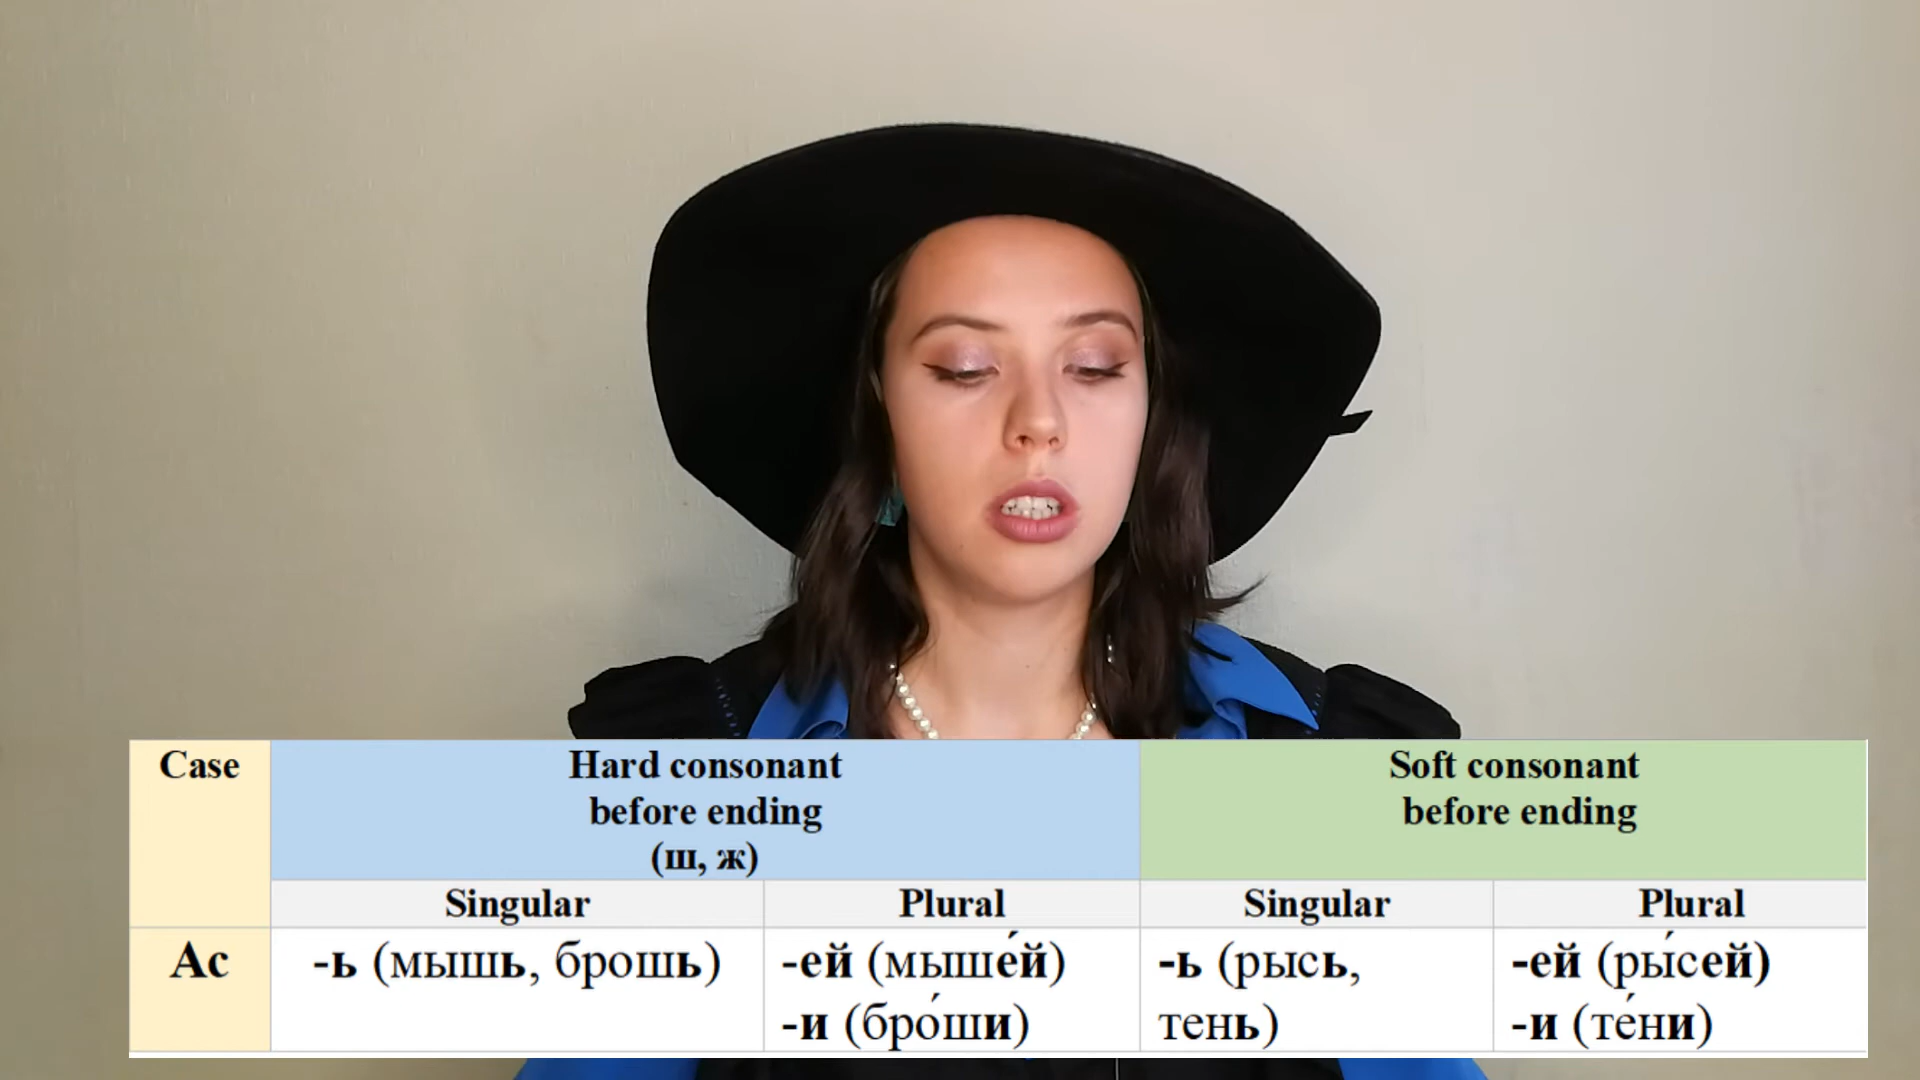 Case
Hard consonant
before ending
(ш, ж)
Soft consonant
before ending
Singular
Plural
Singular
Plural
Ac
-ь (мышь, брошь)
-ей (мыше́й)
-и (бро́ши)
-ь (рысь,
тень)
-ей (ры́сей)
-и (те́ни)